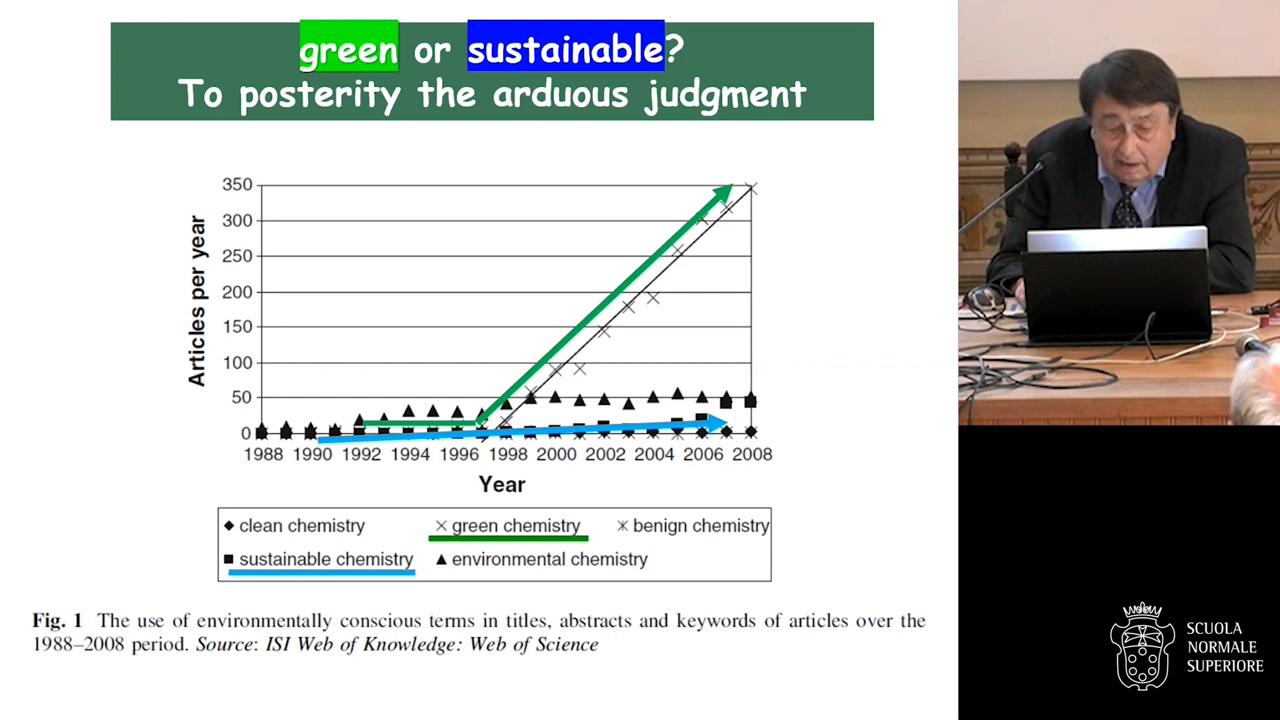 green or sustainable?
To posterity the arduous judgment
350
300
250
200
150
100
50
0
Articles per year
1988 1990 1992 1994 1996 1998 2000 2002 2004 2006 2008
Year
clean chemistry green chemistry benign chemistry
sustainable chemistry environmental chemistry
Fig. 1 The use of environmentally conscious terms in titles, abstracts and keywords of articles over the
1988–2008 period. Source: ISI Web of Knowledge: Web of Science
SCUOLA
NORMALE
SUPERIORE